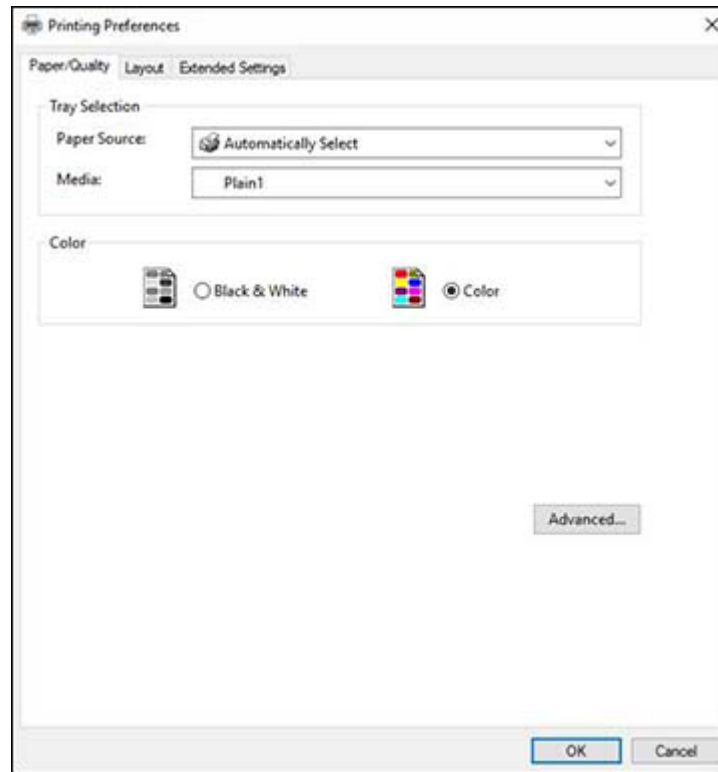 Printing Preferences
Paper/Quality Layout Extended Settings
Tray Selection
Paper Source: Automatically Select
Media: Plain1
Color
Black & White Color
Advanced...
OK Cancel